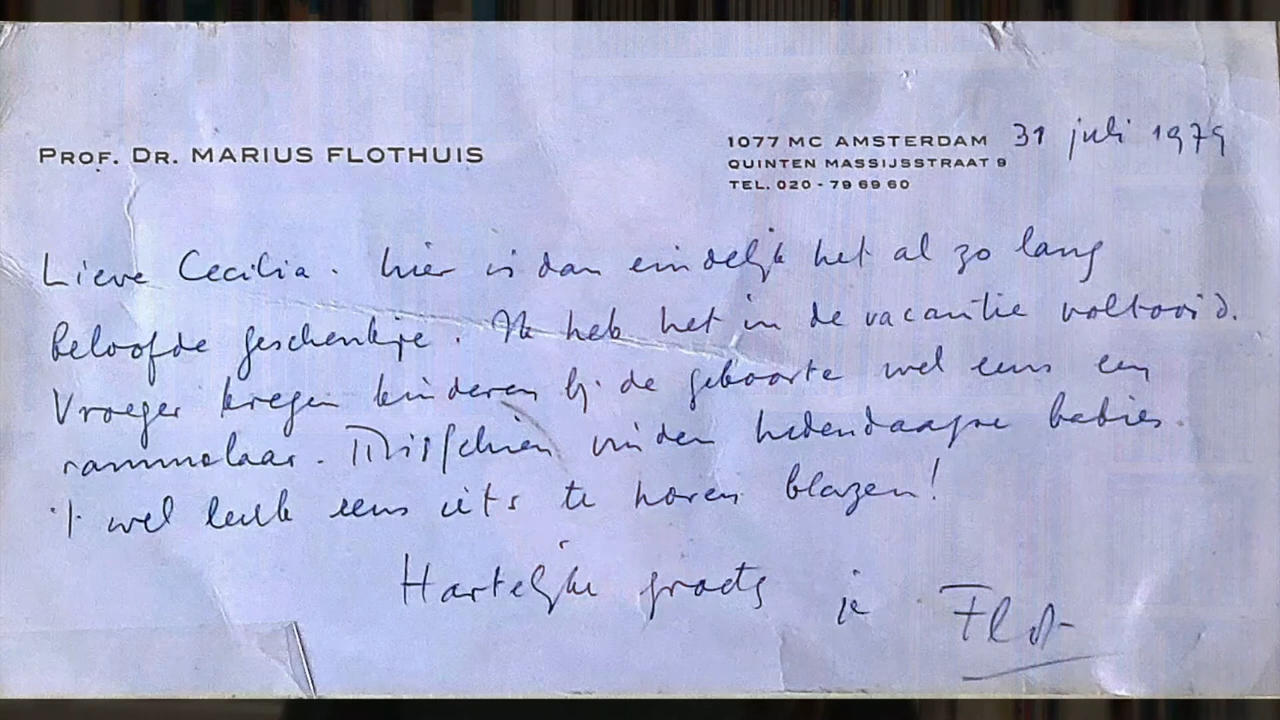 PROF. DR. MARIUS FLOTHUIS
1077 MC AMSTERDAM 31 juli 1979
QUINTEN MASSIJSSTRAAT 9
TEL. 020 - 79 69 60
Lieve Cecilia. hier is dan eindelijk het al zo lang
beloofde geschenkje. Ik heb het in de vacantie voltooid.
Vroeger kregen kinderen bij de geboorte wel eens een
rammelaar. Misschien vinden hedendaagse babies
't wel leuk eens iets te horen blazen!
Hartelijke groeten je Flot